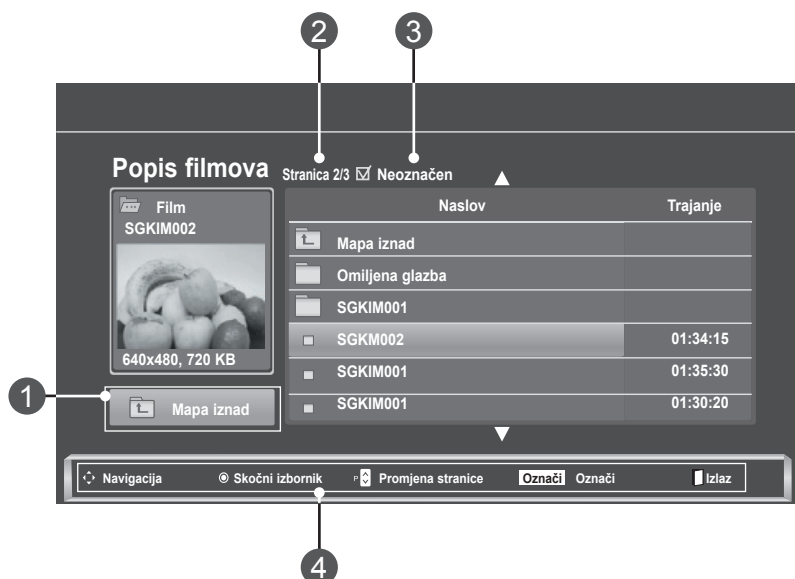 2
3
Popis filmova
Stranica 2/3 Neoznačen
Film
SGKIM002
640x480, 720 KB
1
Mapa iznad
Naslov Trajanje
Mapa iznad
Omiljena glazba
SGKIM001
SGKM002 01:34:15
SGKIM001 01:35:30
SGKIM001 01:30:20
Navigacija Skočni izbornik P Promjena stranice Označi Označi Izlaz
4